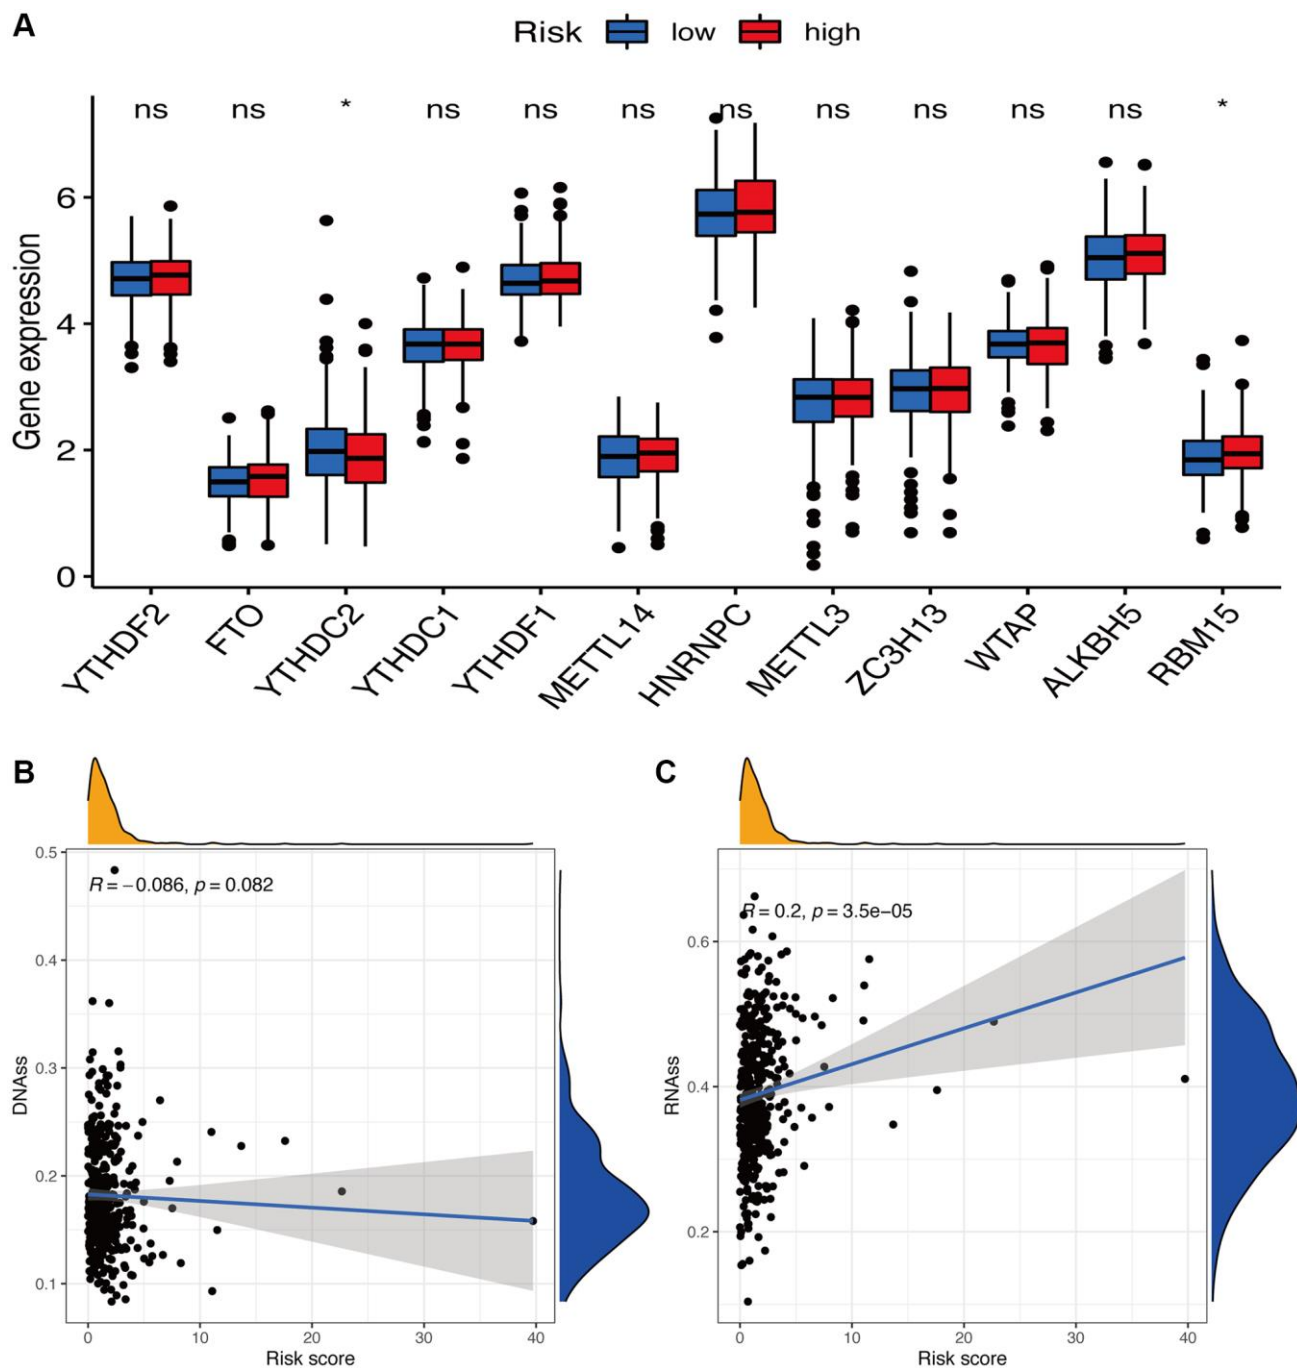 A
Risk low high
ns ns * ns ns ns ns ns ns ns ns *
Gene expression
6
4
2
0
YTHDF2 FTO YTHDC2 YTHDC1 YTHDF1 METTL14 HNRNPC METTL3 ZC3H13 WTAP ALKBH5 RBM15
B
R = −0.086, p = 0.082
DNAss
0.5
0.4
0.3
0.2
0.1
0 10 20 30 40
Risk score
C
R = 0.2, p = 3.5e−05
RNAss
0.6
0.4
0.2
0 10 20 30 40
Risk score